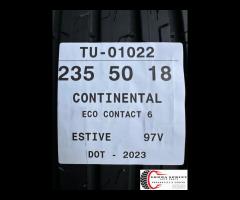 TU-01022
235 50 18
CONTINENTAL
ECO CONTACT 6
ESTIVE 97V
DOT - 2023